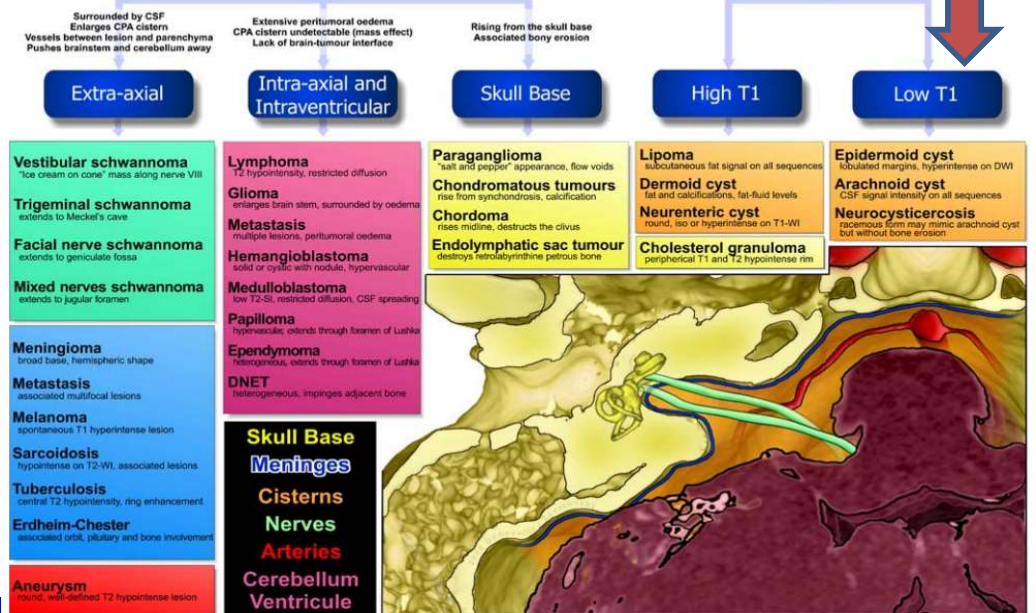 Surrounded by CSF
Enlarges CPA cistern
Vessels between lesion and parenchyma
Pushes brainstem and cerebellum away
Extensive peritumoral oedema
CPA cistern undetectable (mass effect)
Lack of brain-tumour interface
Rising from the skull base
Associated bony erosion
Extra-axial
Intra-axial and
Intraventricular
Skull Base
High T1
Low T1
Vestibular schwannoma
"Ice cream on cone" mass along nerve VIII
Trigeminal schwannoma
extends to Meckel's cave
Facial nerve schwannoma
extends to geniculate fossa
Mixed nerves schwannoma
extends to jugular foramen
Meningioma
broad base, hemispheric shape
Metastasis
associated multifocal lesions
Melanoma
spontaneous T1 hyperintense lesion
Sarcoidosis
hypointense on T2-WI, associated lesions
Tuberculosis
central T2 hypointensity, ring enhancement
Erdheim-Chester
associated orbit, pituitary and bone involvement
Aneurysm
round, well-defined T2 hypointense lesion
Lymphoma
T2 hypointensity, restricted diffusion
Glioma
enlarges brain stem, surrounded by oedema
Metastasis
multiple lesions, peritumoral oedema
Hemangioblastoma
solid or cystic with nodule, hypervascular
Medulloblastoma
low T2-SI, restricted diffusion, CSF spreading
Papilloma
hypervascular, extends through foramen of Lushka
Ependymoma
heterogeneous, extends through foramen of Lushka
DNET
heterogeneous, impinges adjacent bone
Skull Base
Meninges
Cisterns
Nerves
Arteries
Cerebellum
Ventricule
Paraganglioma
"salt and pepper" appearance, flow voids
Chondromatous tumours
rise from synchondrosis, calcification
Chordoma
rises midline, destructs the clivus
Endolymphatic sac tumour
destroys retrolabyrinthine petrous bone
Lipoma
subcutaneous fat signal on all sequences
Dermoid cyst
fat and calcifications, fat-fluid levels
Neurenteric cyst
round, iso or hyperintense on T1-WI
Cholesterol granuloma
peripherical T1 and T2 hypointense rim
Epidermoid cyst
lobulated margins, hyperintense on DWI
Arachnoid cyst
CSF signal intensity on all sequences
Neurocysticercosis
racemous form may mimic arachnoid cyst
but without bone erosion